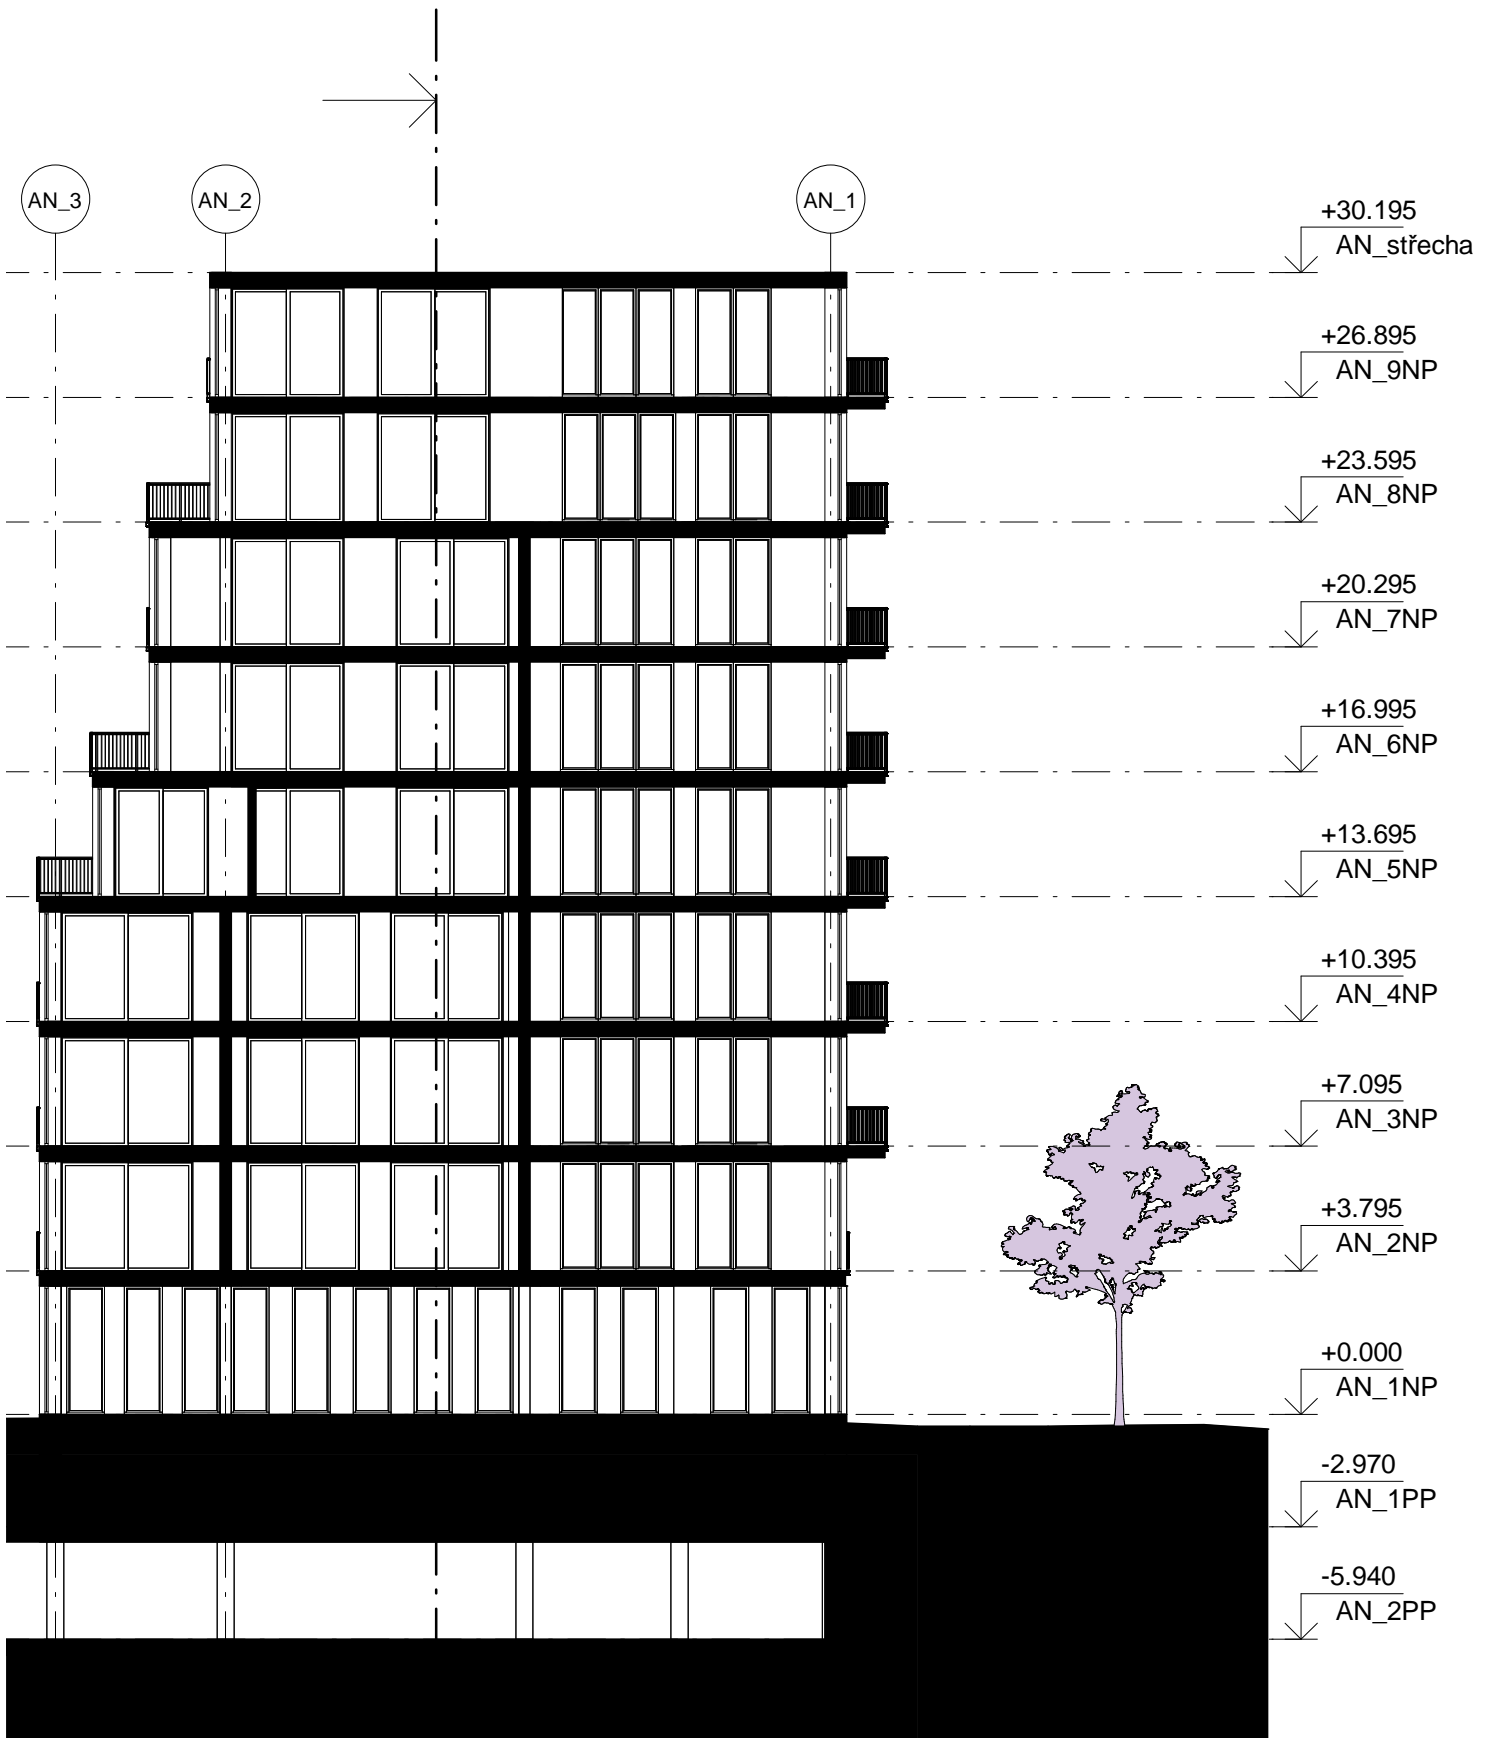 AN_3
AN_2
AN_1
+30.195
AN_střecha
+26.895
AN_9NP
+23.595
AN_8NP
+20.295
AN_7NP
+16.995
AN_6NP
+13.695
AN_5NP
+10.395
AN_4NP
+7.095
AN_3NP
+3.795
AN_2NP
+0.000
AN_1NP
-2.970
AN_1PP
-5.940
AN_2PP